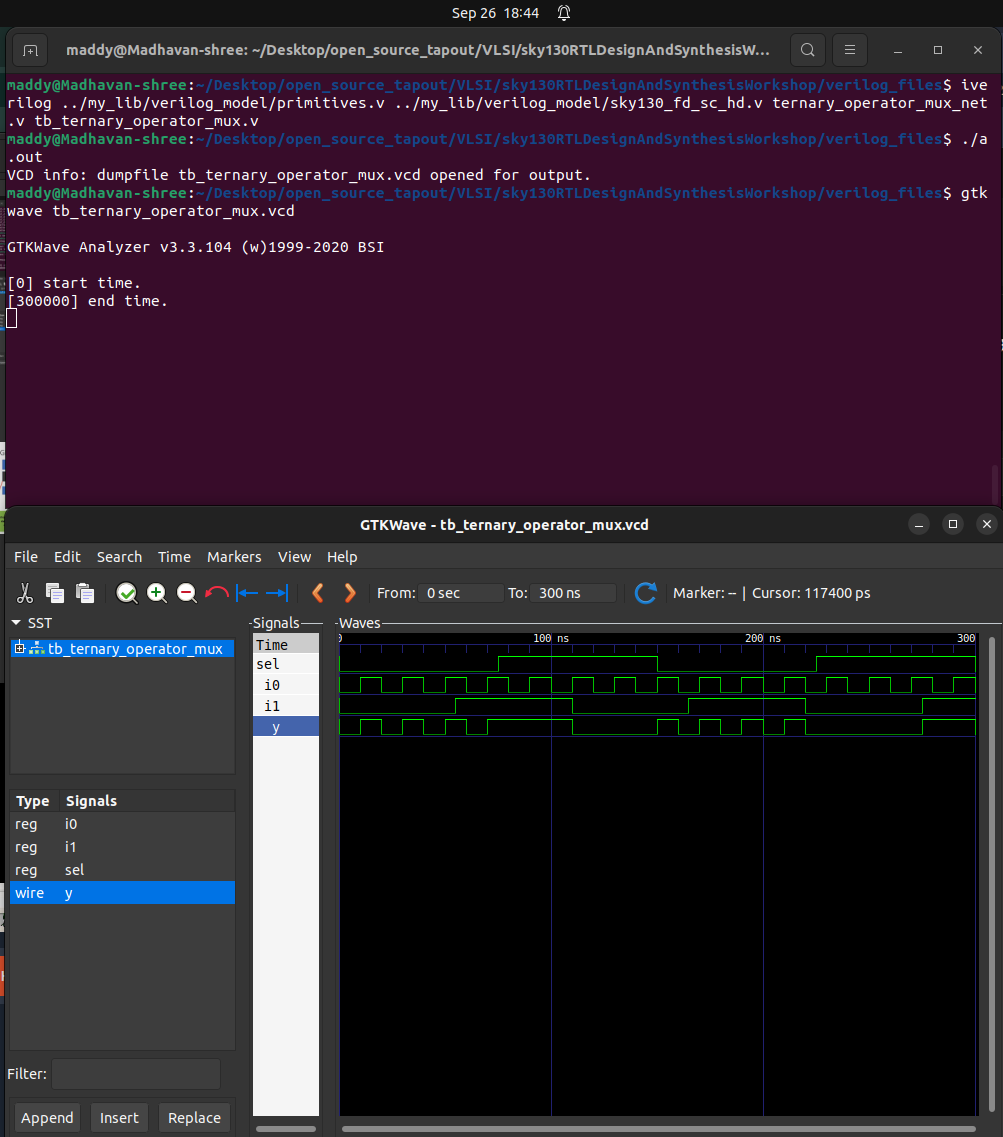 Sep 26 18:44
maddy@Madhavan-shree: ~/Desktop/open_source_tapout/VLSI/sky130RTLDesignAndSynthesisW...
maddy@Madhavan-shree:~/Desktop/open_source_tapout/VLSI/sky130RTLDesignAndSynthesisWorkshop/verilog_files$ ive
rilog ../my_lib/verilog_model/primitives.v ../my_lib/verilog_model/sky130_fd_sc_hd.v ternary_operator_mux_net
.v tb_ternary_operator_mux.v
maddy@Madhavan-shree:~/Desktop/open_source_tapout/VLSI/sky130RTLDesignAndSynthesisWorkshop/verilog_files$ ./a
.out
VCD info: dumpfile tb_ternary_operator_mux.vcd opened for output.
maddy@Madhavan-shree:~/Desktop/open_source_tapout/VLSI/sky130RTLDesignAndSynthesisWorkshop/verilog_files$ gtk
wave tb_ternary_operator_mux.vcd
GTKWave Analyzer v3.3.104 (w)1999-2020 BSI
[0] start time.
[300000] end time.
GTKWave - tb_ternary_operator_mux.vcd
File Edit Search Time Markers View Help
From: 0 sec To: 300 ns Marker: -- | Cursor: 117400 ps
SST
tb_ternary_operator_mux
Type Signals
reg i0
reg i1
reg sel
wire y
Filter:
Append Insert Replace
Signals
Time
sel
i0
i1
y
Waves
0 100 ns 200 ns 300